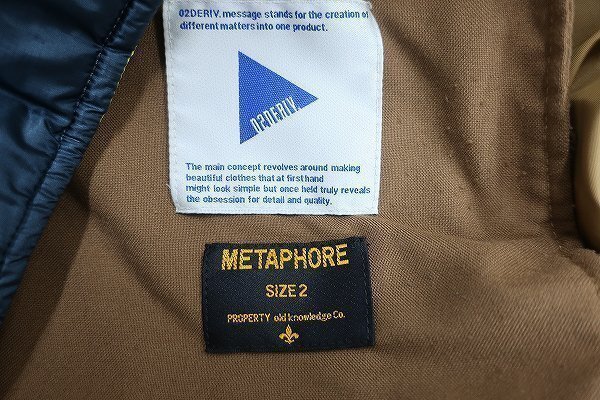 02DERIV. message stands for the creation of
different matters into one product.
02DERIV.
The main concept revolves around making
beautiful clothes that at firsthand
might look simple but once held truly reveals
the obsession for detail and quality.
METAPHORE
SIZE 2
PROPERTY old knowledge Co.